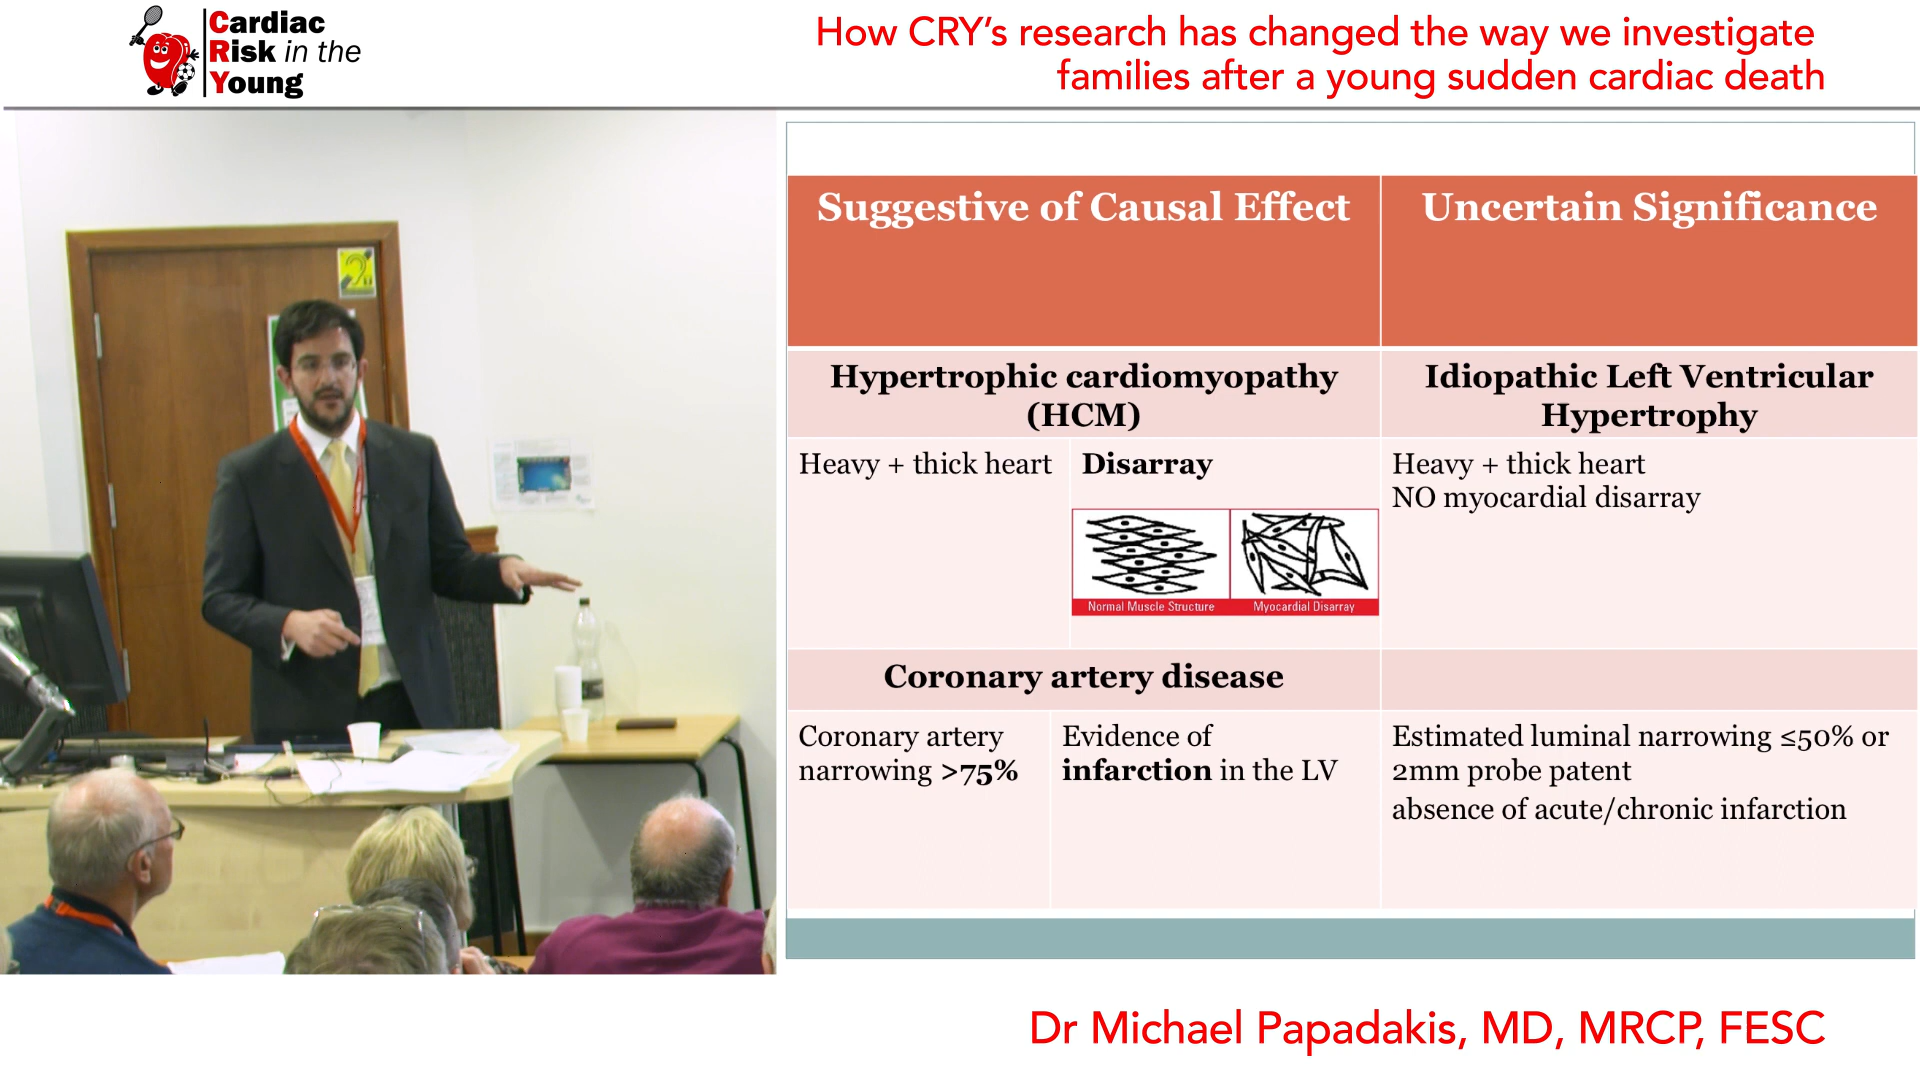 Cardiac
Risk in the
Young
How CRY's research has changed the way we investigate
families after a young sudden cardiac death
Suggestive of Causal Effect
Uncertain Significance
Hypertrophic cardiomyopathy
(HCM)
Idiopathic Left Ventricular
Hypertrophy
Heavy + thick heart
Disarray
Normal Muscle Structure
Myocardial Disarray
Heavy + thick heart
NO myocardial disarray
Coronary artery disease
Coronary artery
narrowing >75%
Evidence of
infarction in the LV
Estimated luminal narrowing ≤50% or
2mm probe patent
absence of acute/chronic infarction
Dr Michael Papadakis, MD, MRCP, FESC